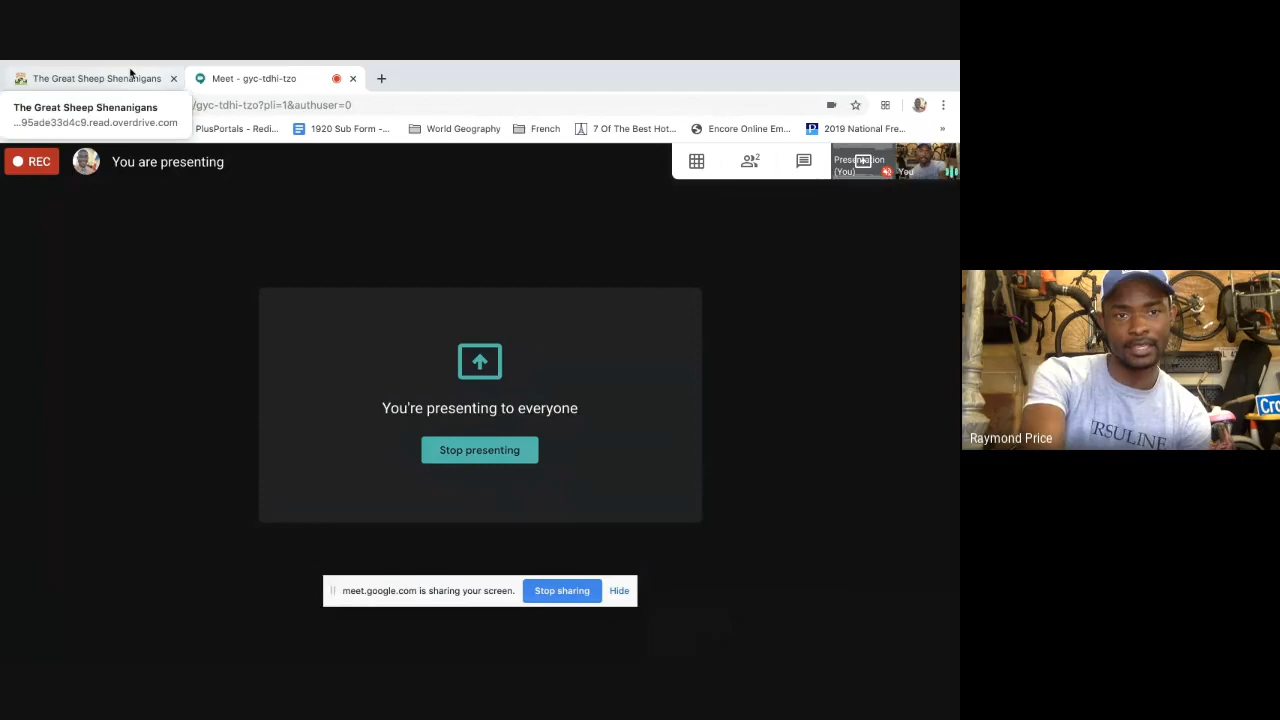 The Great Sheep Shenanigans
Meet - gyc-tdhi-tzo
The Great Sheep Shenanigans
...95ade33d4c9.read.overdrive.com
/gyc-tdhi-tzo?pli=1&authuser=0
PlusPortals - Redi...
1920 Sub Form -...
World Geography
French
7 Of The Best Hot...
Encore Online Em...
2019 National Fre...
»
REC
You are presenting
2
Presentation
(You)
You
You're presenting to everyone
Stop presenting
meet.google.com is sharing your screen.
Stop sharing
Hide
RSULINE
Cro
Raymond Price